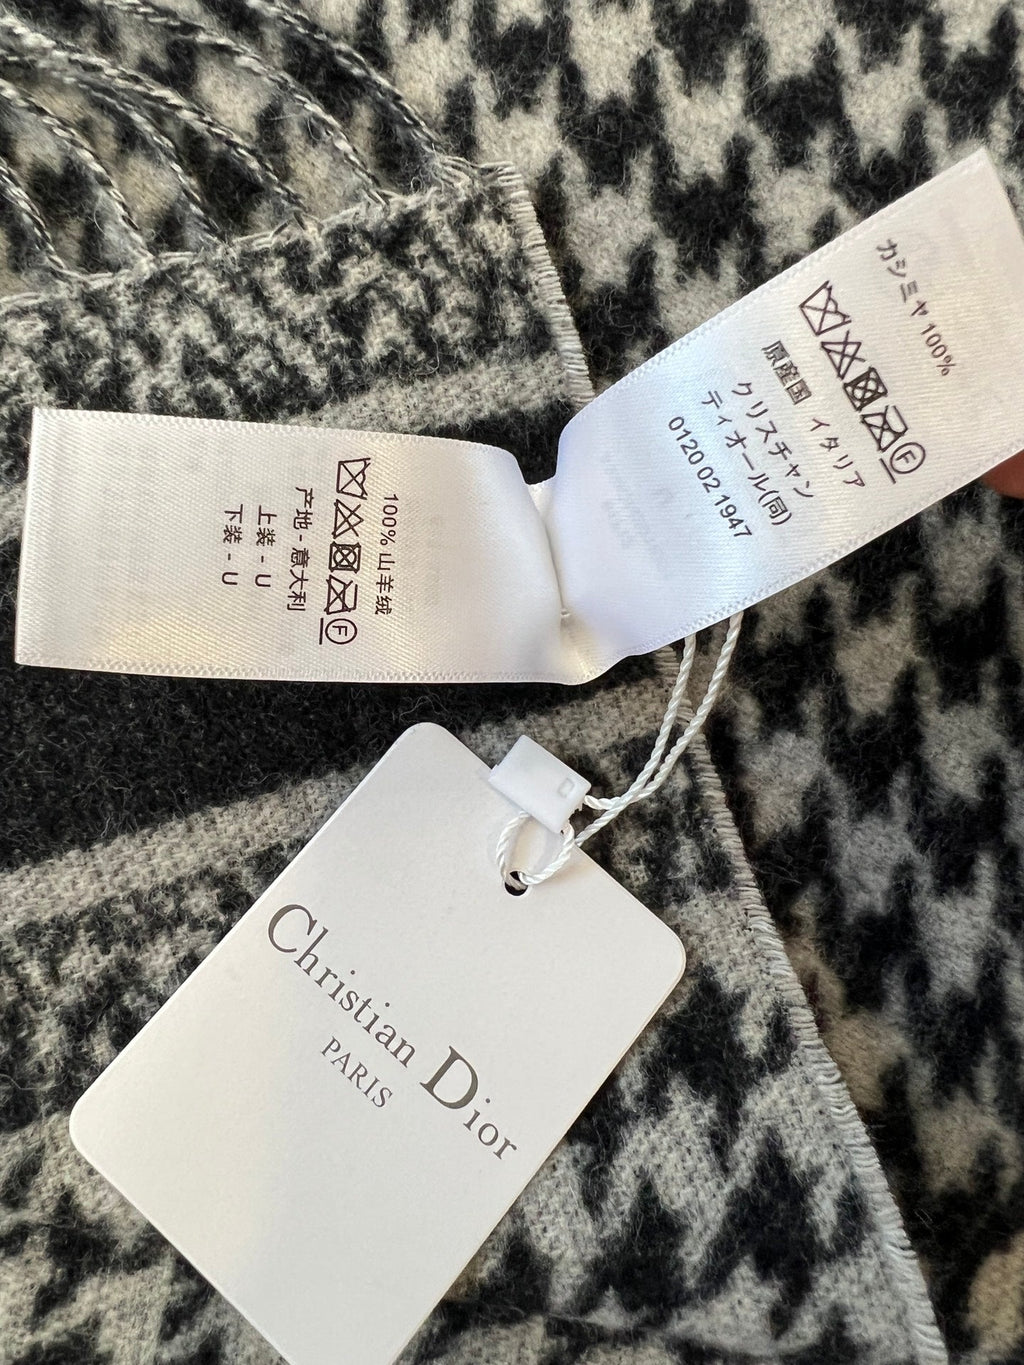 100% 山羊绒
F
产地 - 意大利
上装 - U
下装 - U
カシミヤ 100%
F
原産国 イタリア
クリスチャン
ディオール(同)
0120 02 1947
Christian Dior
PARIS